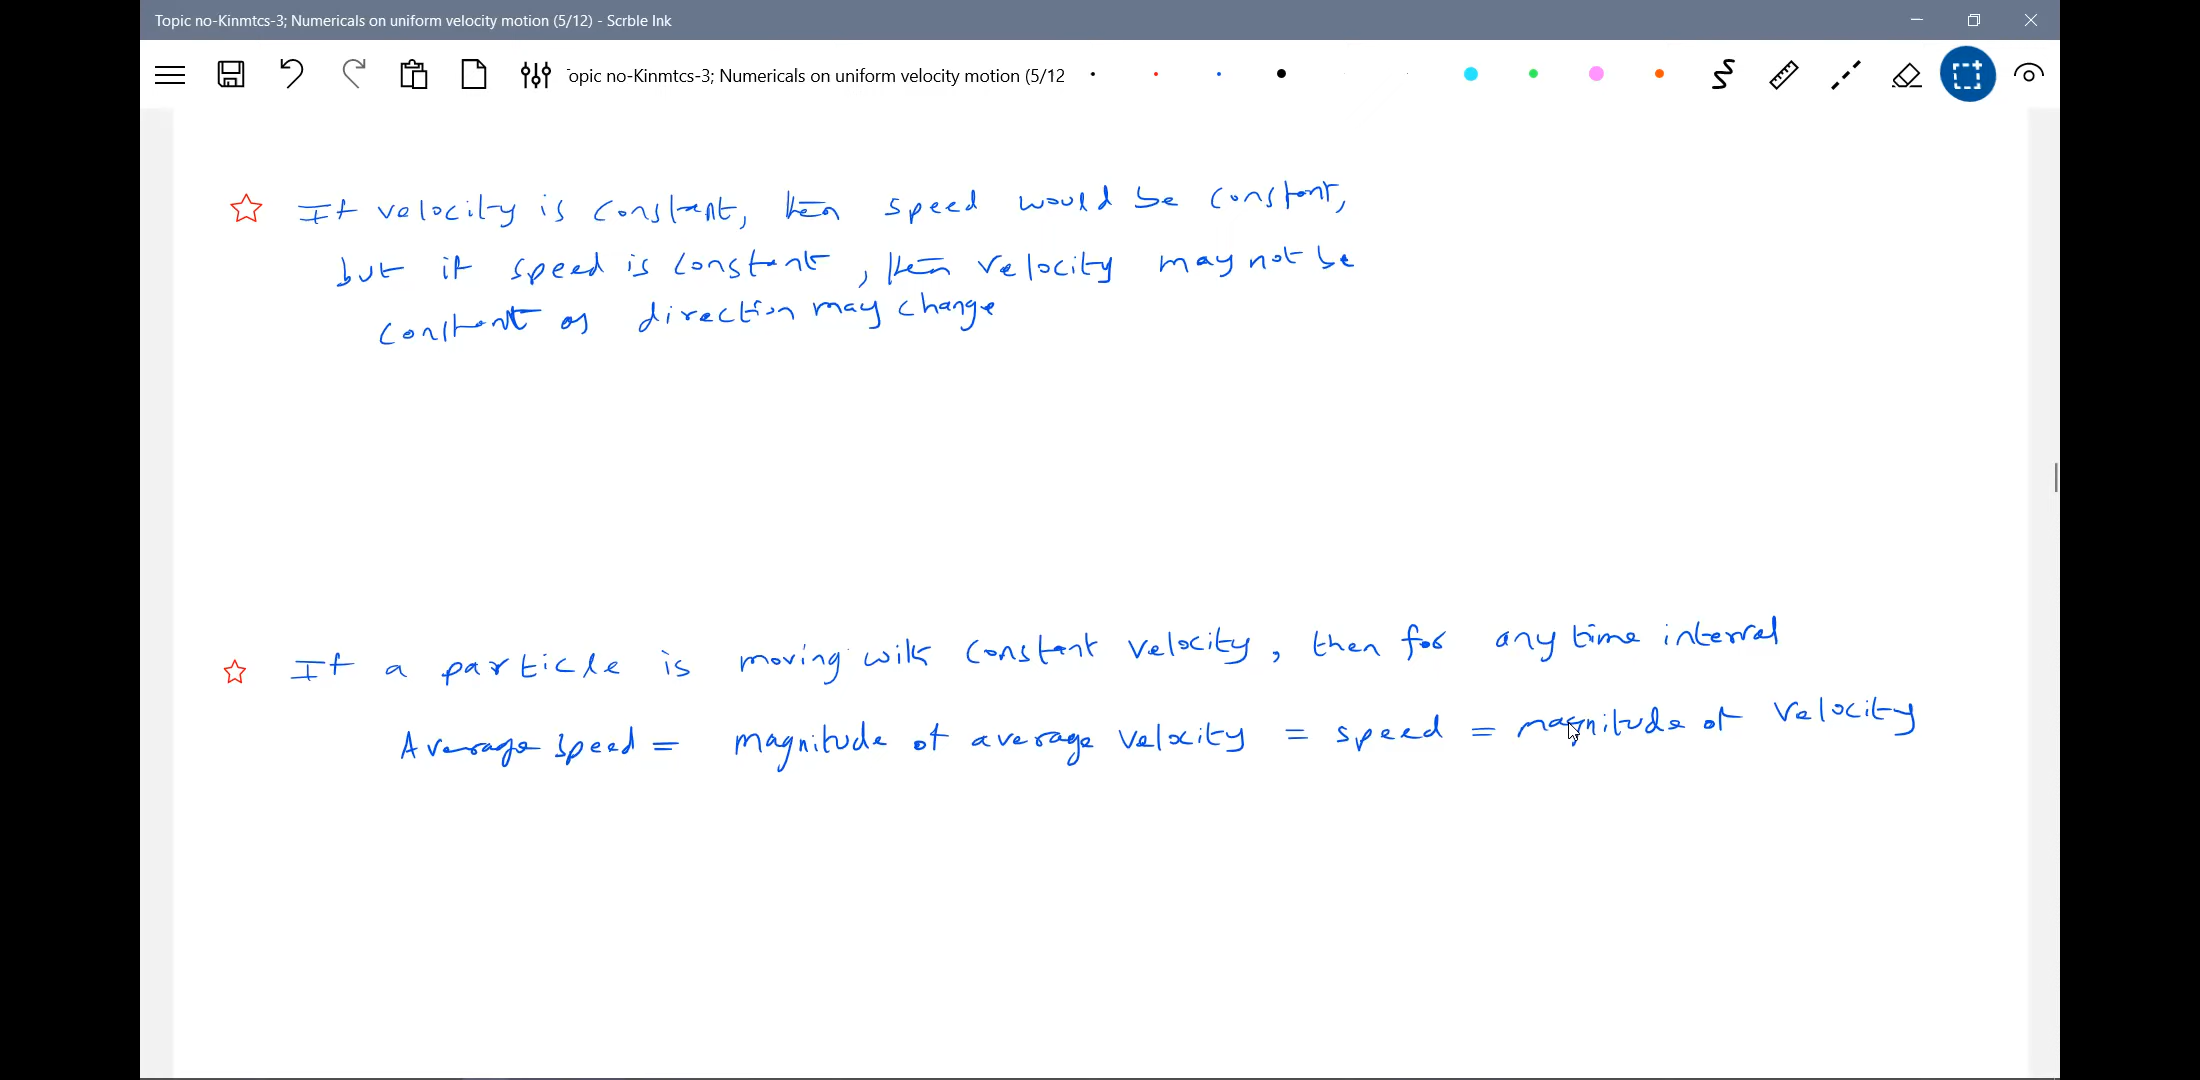 Topic no-Kinmtcs-3; Numericals on uniform velocity motion (5/12) - Scrble Ink
opic no-Kinmtcs-3; Numericals on uniform velocity motion (5/12
If velocity is constant, then speed would be constant,
but if speed is constant, then velocity may not be
constant as direction may change
If a particle is moving with constant velocity, then for any time interval
Average speed = magnitude of average velocity = speed = magnitude of velocity